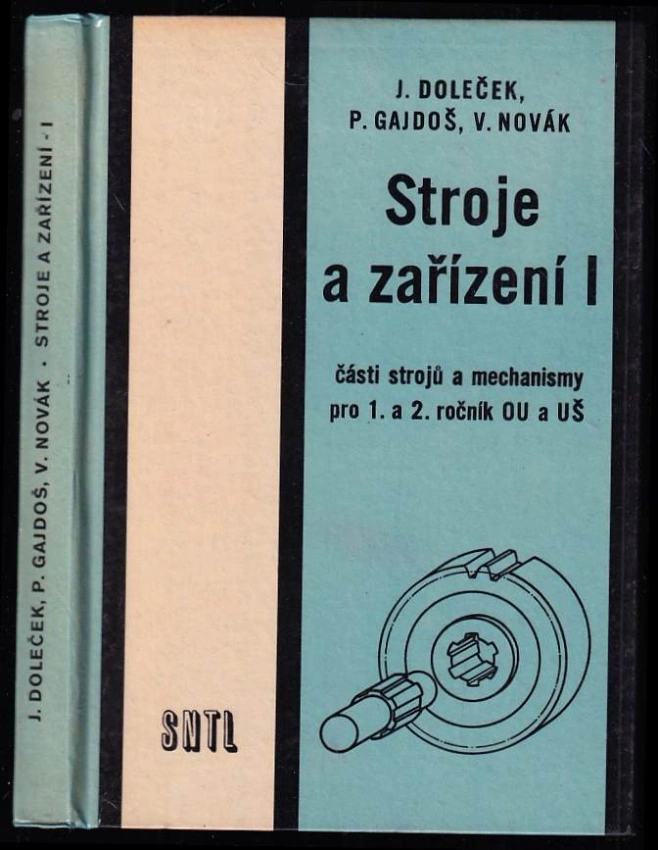 J. DOLEČEK, P. GAJDOŠ, V. NOVÁK · STROJE A ZAŘÍZENÍ - I
J. DOLEČEK,
P. GAJDOŠ, V. NOVÁK
Stroje
a zařízení I
části strojů a mechanismy
pro 1. a 2. ročník OU a UŠ
SNTL